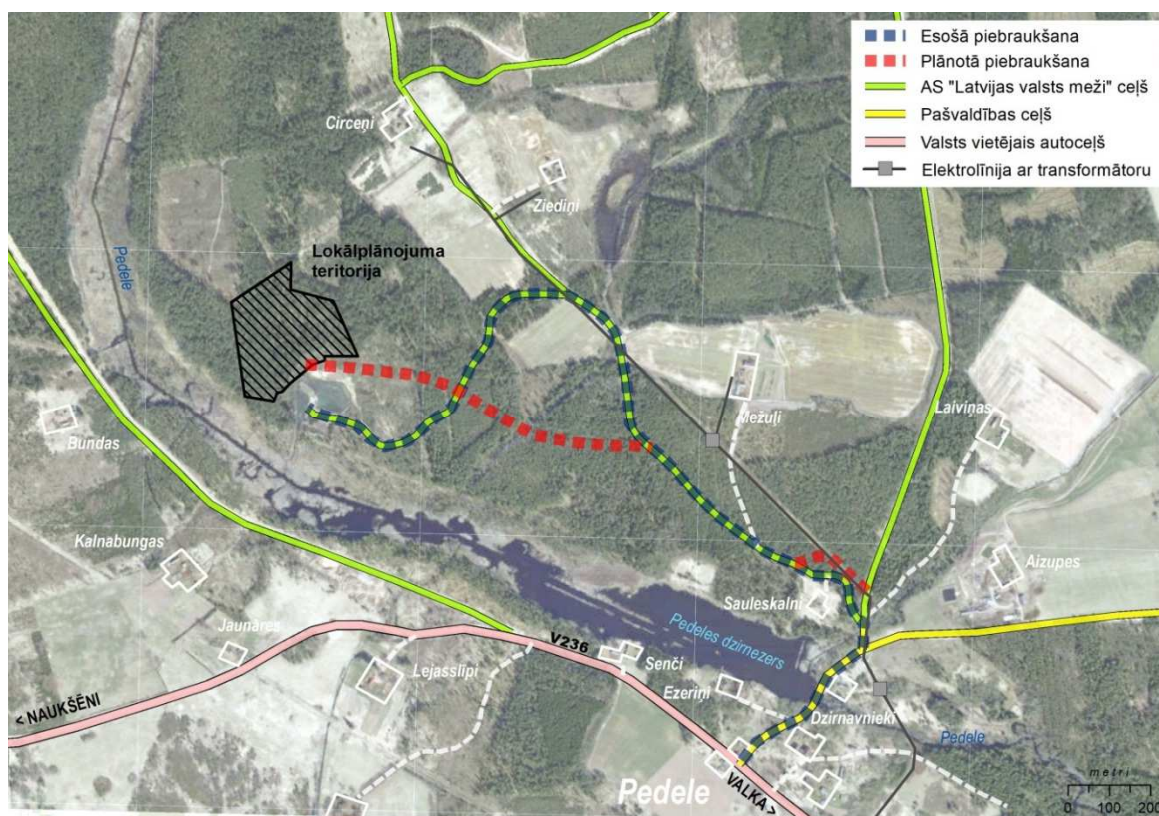 Esošā piebraukšana
Plānotā piebraukšana
AS "Latvijas valsts meži" ceļš
Pašvaldības ceļš
Valsts vietējais autoceļš
Elektrolīnija ar transformātoru
Circeņi
Ziediņi
Lokālplānojuma
teritorija
Pedele
Mežuļi
Laiviņas
Bundas
Kalnabungas
Aizupes
Sauleskalni
Jaunāres
Pedeles dzirnezers
V236
Senči
Lejasslīpi
Ezeriņi
Dzirnavnieki
< NAUKŠĒNI
Pedele
VALKA >
Pedele
metri
0 100 200